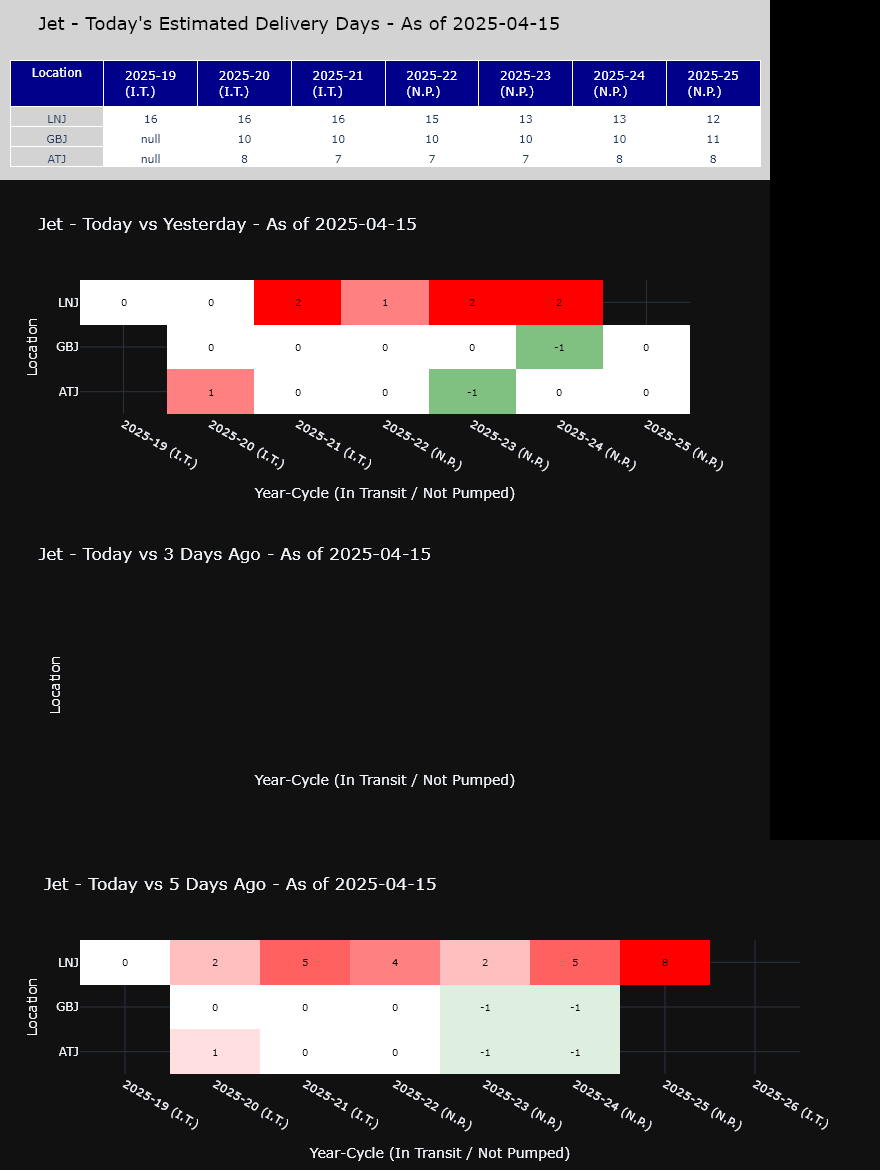 Jet - Today's Estimated Delivery Days - As of 2025-04-15
Location 2025-19 (I.T.) 2025-20 (I.T.) 2025-21 (I.T.) 2025-22 (N.P.) 2025-23 (N.P.) 2025-24 (N.P.) 2025-25 (N.P.)
LNJ 16 16 16 15 13 13 12
GBJ null 10 10 10 10 10 11
ATJ null 8 7 7 7 8 8
Jet - Today vs Yesterday - As of 2025-04-15
Location
LNJ 0 0 2 1 2 2
GBJ 0 0 0 0 -1 0
ATJ 1 0 0 -1 0 0
2025-19 (I.T.) 2025-20 (I.T.) 2025-21 (I.T.) 2025-22 (N.P.) 2025-23 (N.P.) 2025-24 (N.P.) 2025-25 (N.P.)
Year-Cycle (In Transit / Not Pumped)
Jet - Today vs 3 Days Ago - As of 2025-04-15
Location
Year-Cycle (In Transit / Not Pumped)
Jet - Today vs 5 Days Ago - As of 2025-04-15
Location
LNJ 0 2 5 4 2 5 8
GBJ 0 0 0 -1 -1
ATJ 1 0 0 -1 -1
2025-19 (I.T.) 2025-20 (I.T.) 2025-21 (I.T.) 2025-22 (N.P.) 2025-23 (N.P.) 2025-24 (N.P.) 2025-25 (N.P.) 2025-26 (I.T.)
Year-Cycle (In Transit / Not Pumped)